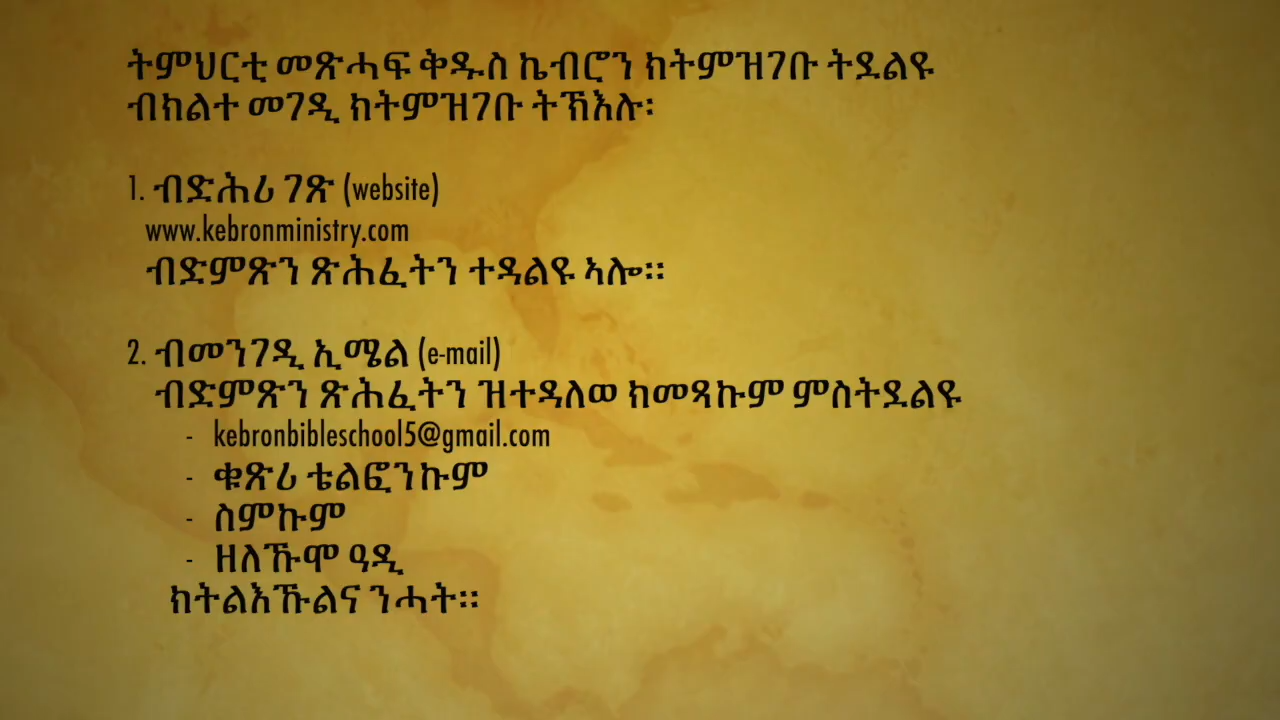 ትምህርቲ መጽሓፍ ቅዱስ ኬብሮን ክትምዝገቡ ትደልዩ
ብክልተ መገዲ ክትምዝገቡ ትኽእሉ፡
1. ብድሕሪ ገጽ (website)
www.kebronministry.com
ብድምጽን ጽሕፈትን ተዳልዩ ኣሎ።
2. ብመንገዲ ኢሜል (e-mail)
ብድምጽን ጽሕፈትን ዝተዳለወ ክመጻኩም ምስትደልዩ
- kebronbibleschool5@gmail.com
- ቁጽሪ ቴልፎንኩም
- ስምኩም
- ዘለኹሞ ዓዲ
ክትልእኹልና ንሓት።